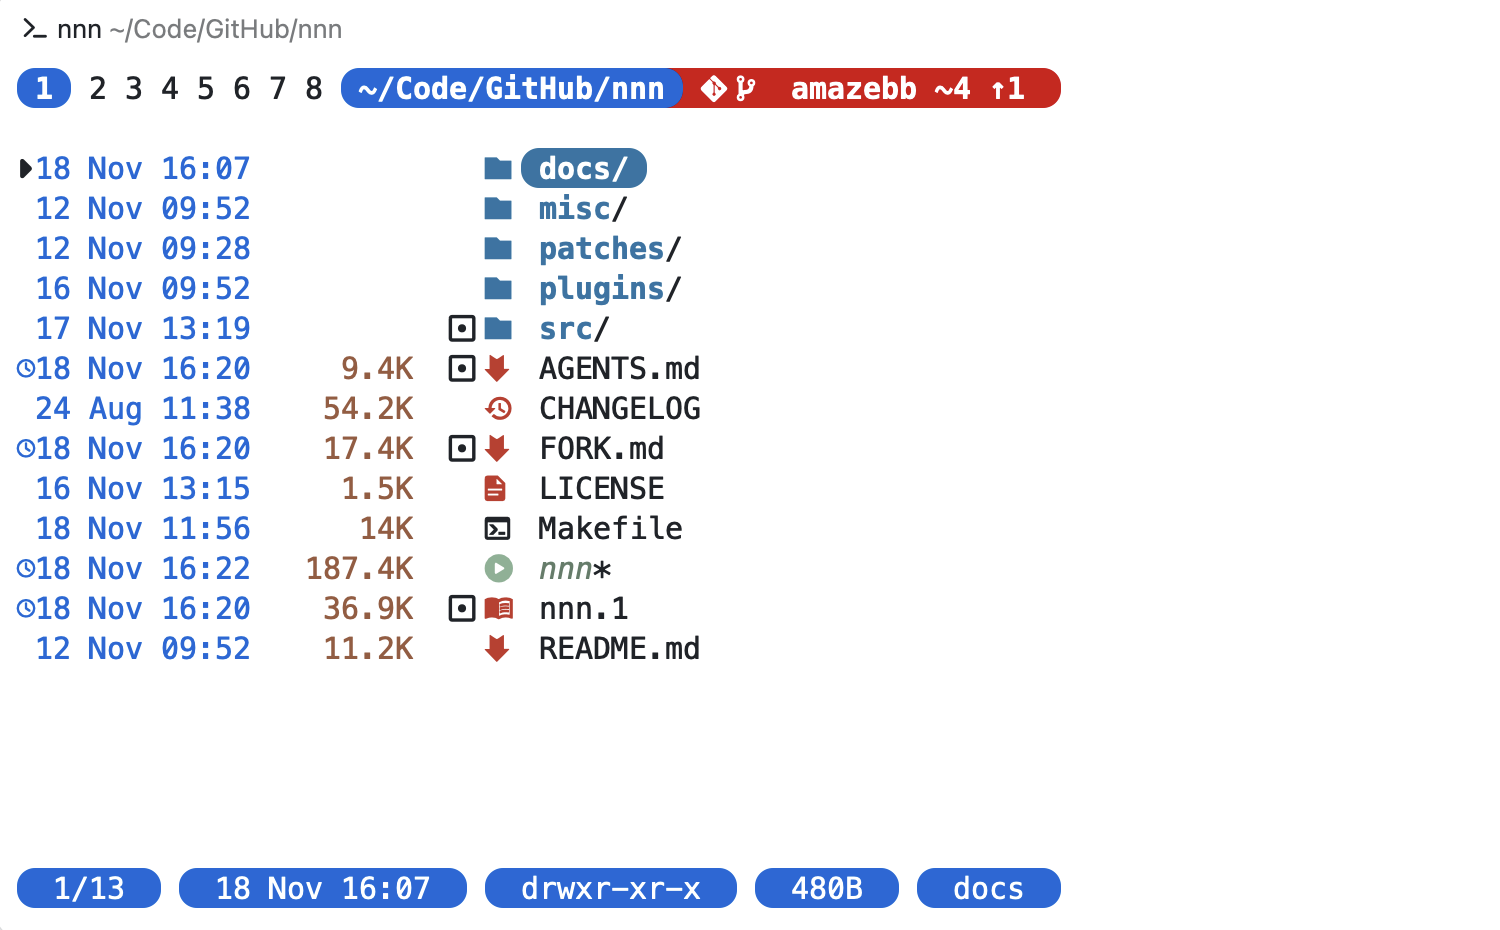 nnn ~/Code/GitHub/nnn
1 2 3 4 5 6 7 8 ~/Code/GitHub/nnn amazebb ~4 ↑1
18 Nov 16:07 docs/
12 Nov 09:52 misc/
12 Nov 09:28 patches/
16 Nov 09:52 plugins/
17 Nov 13:19 src/
18 Nov 16:20 9.4K AGENTS.md
24 Aug 11:38 54.2K CHANGELOG
18 Nov 16:20 17.4K FORK.md
16 Nov 13:15 1.5K LICENSE
18 Nov 11:56 14K Makefile
18 Nov 16:22 187.4K nnn*
18 Nov 16:20 36.9K nnn.1
12 Nov 09:52 11.2K README.md
1/13 18 Nov 16:07 drwxr-xr-x 480B docs